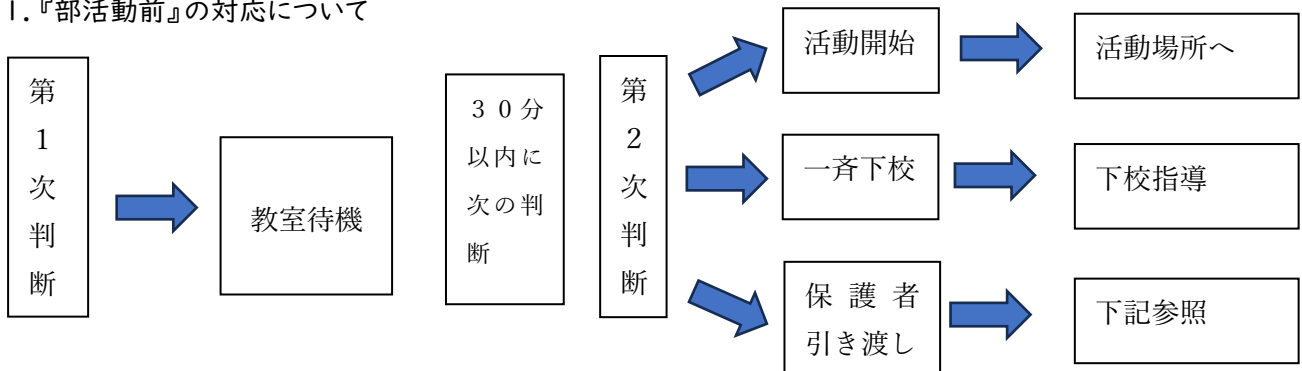 1.『部活動前』の対応について
第
1
次
判
断
教室待機
３０分
以内に
次の判
断
第
2
次
判
断
活動開始
活動場所へ
一斉下校
下校指導
保護者
引き渡し
下記参照